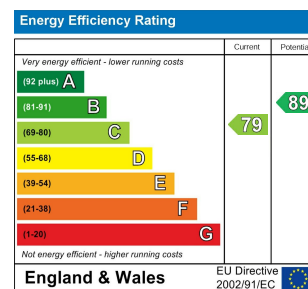 Energy Efficiency Rating
Current Potentia
Very energy efficient - lower running costs
(92 plus) A
(81-91) B
89
(69-80) C
79
(55-68) D
(39-54) E
(21-38) F
(1-20) G
Not energy efficient - higher running costs
England & Wales
EU Directive
2002/91/EC